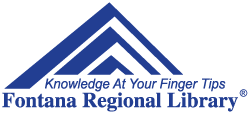 Knowledge At Your Finger Tips
Fontana Regional Library®